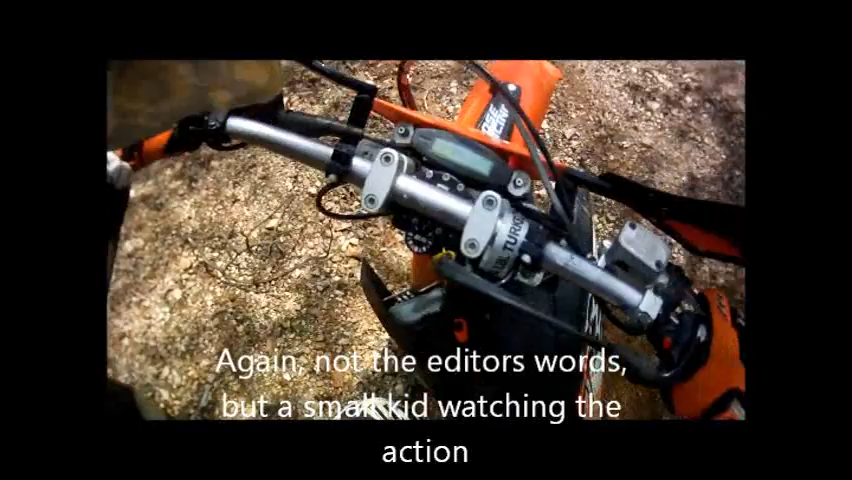 Again, not the editors words,
but a small kid watching the
action